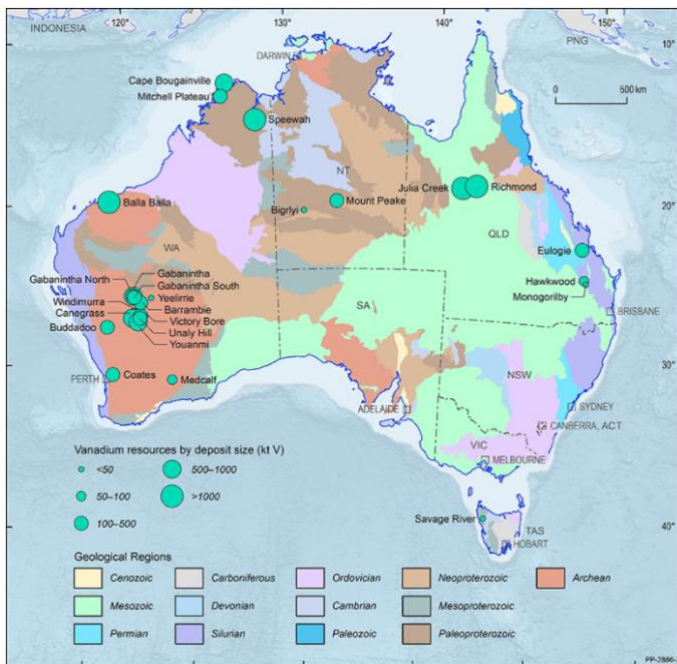 120° 130° 140° 150°
INDONESIA
PNG
10°
DARWIN
Cape Bougainville
Mitchell Plateau
0 500 km
Speewah
NT
Julia Creek
Richmond
Balla Balla
Mount Peake
Bigrlyi
20°
20°
QLD
WA
Eulogie
Gabanintha North
Gabanintha
Gabanintha South
Hawkwood
Windimurra
Yeelirrie
Monogorilby
Canegrass
Barrambie
SA
BRISBANE
Buddadoo
Victory Bore
Unaly Hill
Youanmi
30°
30°
PERTH
Coates
Medcalf
NSW
ADELAIDE
SYDNEY
CANBERRA, ACT
VIC
MELBOURNE
Vanadium resources by deposit size (kt V)
<50
500–1000
50–100
>1000
100–500
Savage River
TAS
40°
40°
HOBART
Geological Regions
Cenozoic Carboniferous Ordovician Neoproterozoic Archean
Mesozoic Devonian Cambrian Mesoproterozoic
Permian Silurian Paleozoic Paleoproterozoic